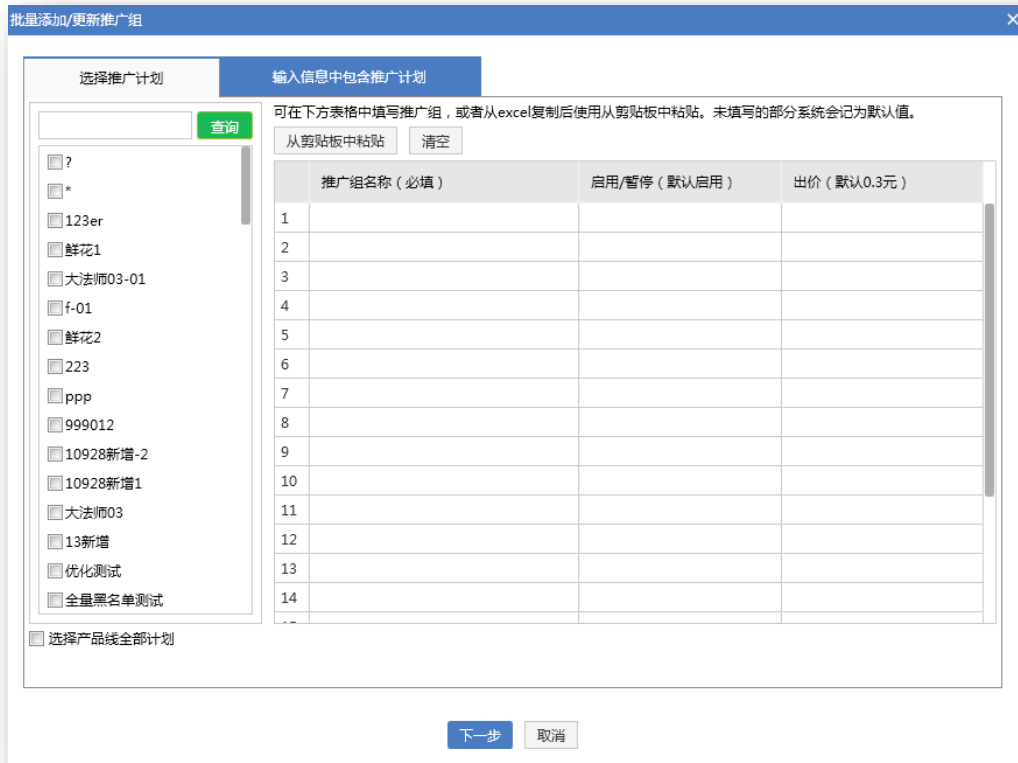 批量添加/更新推广组
选择推广计划
输入信息中包含推广计划
查询
?
*
123er
鲜花1
大法师03-01
f-01
鲜花2
223
ppp
999012
10928新增-2
10928新增1
大法师03
13新增
优化测试
全量黑名单测试
选择产品线全部计划
可在下方表格中填写推广组，或者从excel复制后使用从剪贴板中粘贴。未填写的部分系统会记为默认值。
从剪贴板中粘贴 清空
推广组名称（必填） 启用/暂停（默认启用） 出价（默认0.3元）
1
2
3
4
5
6
7
8
9
10
11
12
13
14
下一步 取消